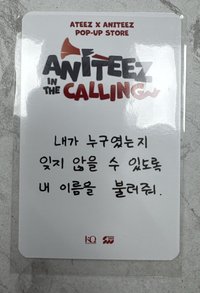 ATEEZ X ANITEEZ
POP-UP STORE
ANITEEZ
IN THE CALLING
내가 누구였는지
잊지 않을 수 있도록
내 이름을 불러줘.
KQ